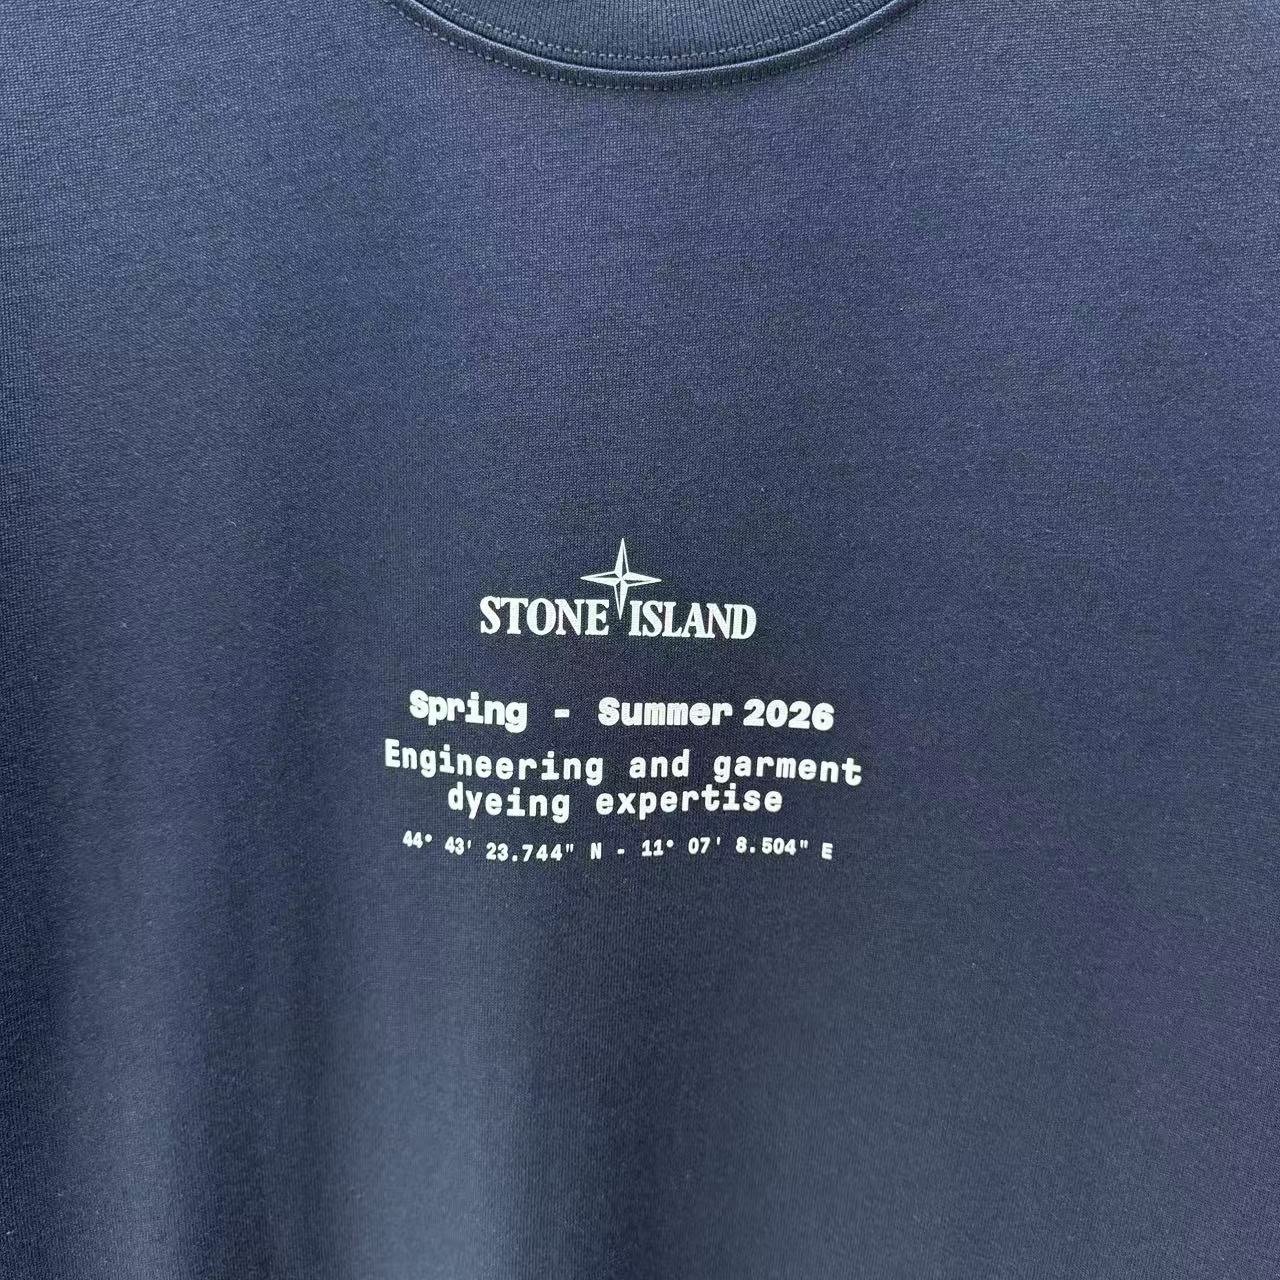 STONE ISLAND
Spring - Summer 2026
Engineering and garment
dyeing expertise
44° 43' 23.744" N - 11° 07' 8.504" E